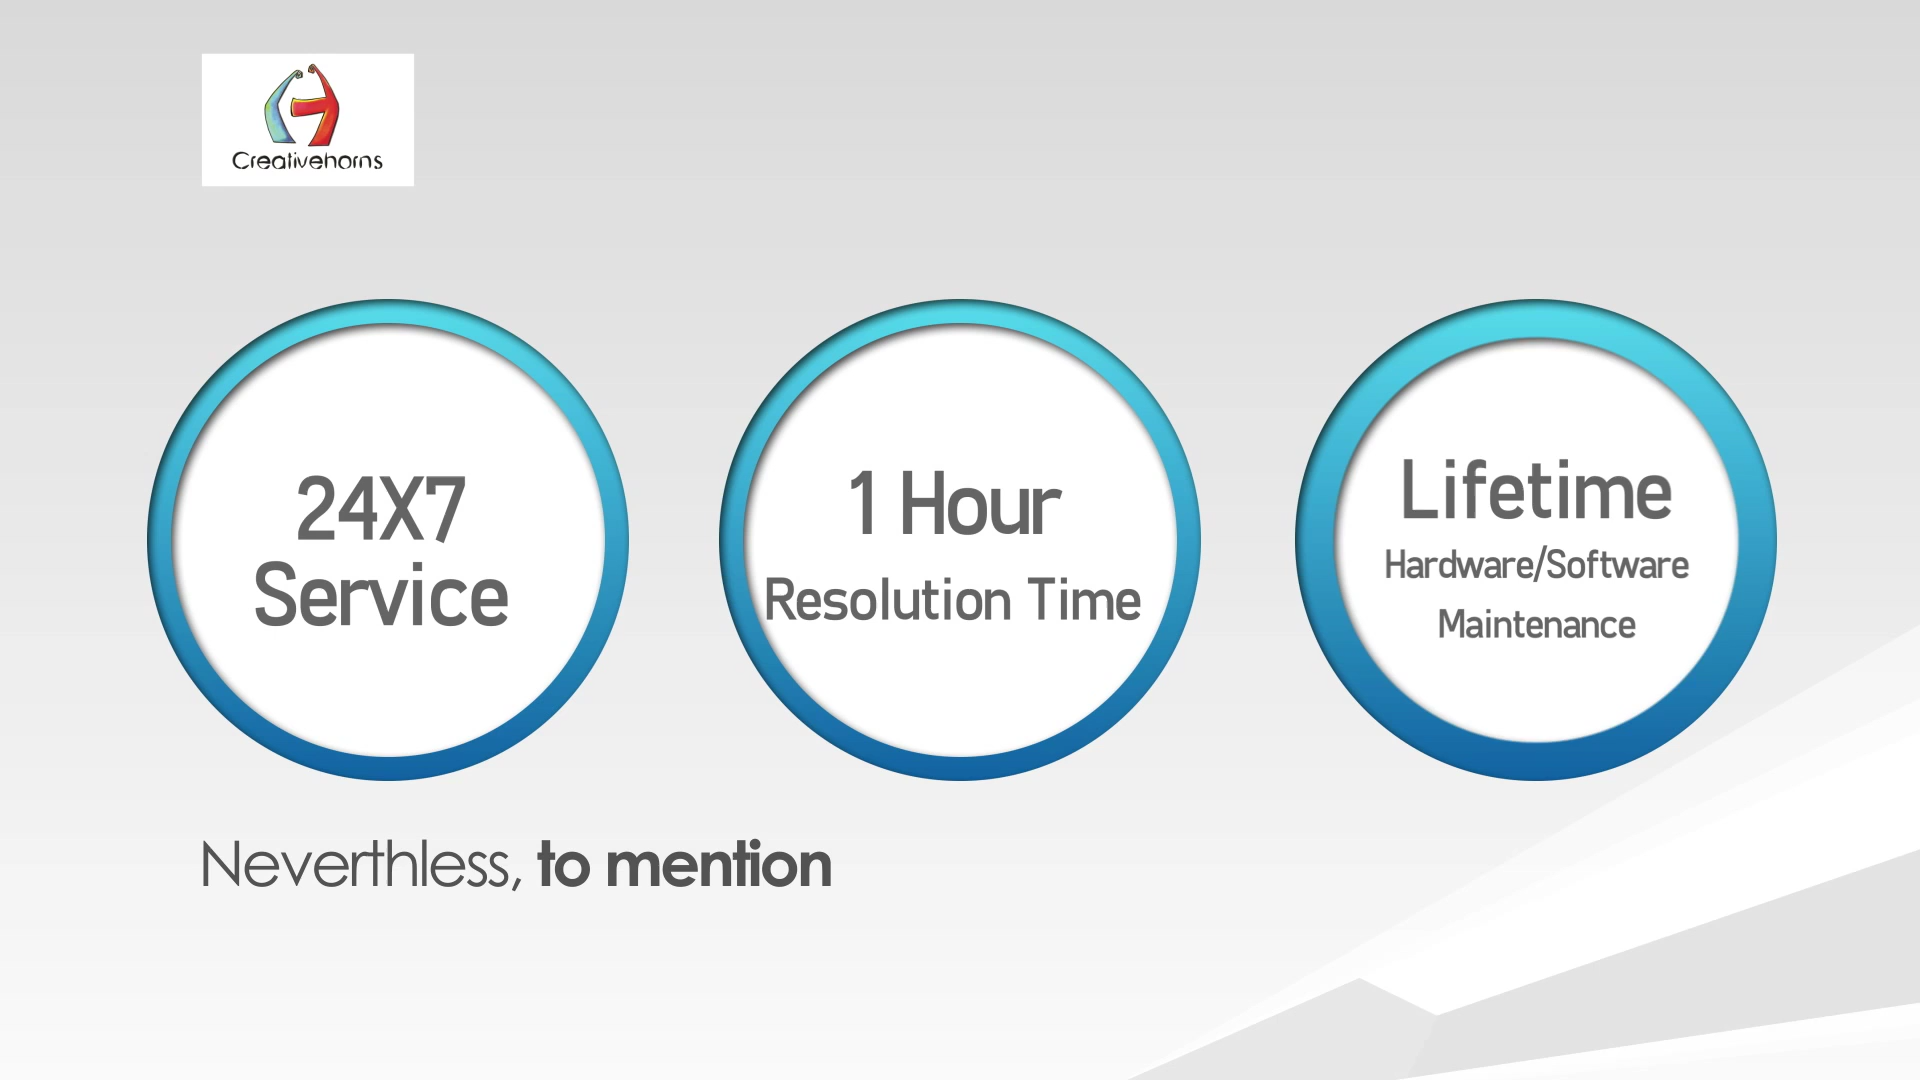 Creativehorns
24X7
Service
1 Hour
Resolution Time
Lifetime
Hardware/Software
Maintenance
Neverthless, to mention